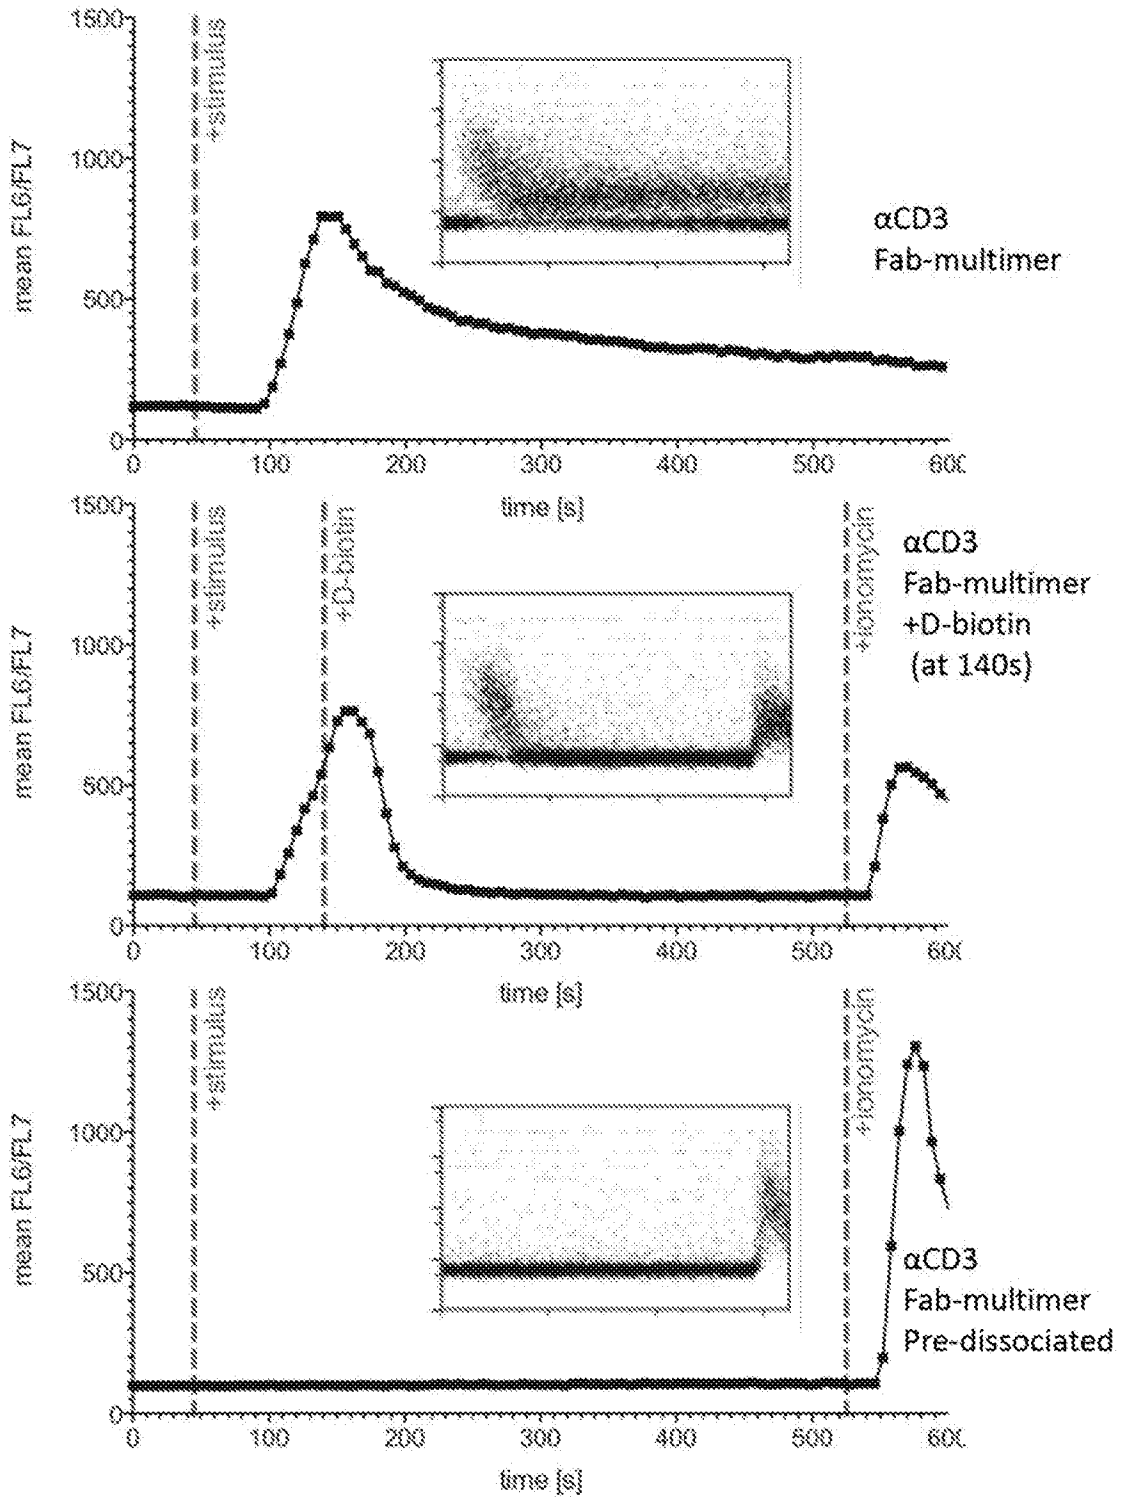 1500
1000
500
0
mean FL6/FL7
+stimulus
αCD3
Fab-multimer
0 100 200 300 400 500 600
time [s]
1500
1000
500
0
mean FL6/FL7
+stimulus
+D-biotin
+ionomycin
αCD3
Fab-multimer
+D-biotin
(at 140s)
0 100 200 300 400 500 600
time [s]
1500
1000
500
0
mean FL6/FL7
+stimulus
+ionomycin
αCD3
Fab-multimer
Pre-dissociated
0 100 200 300 400 500 600
time [s]